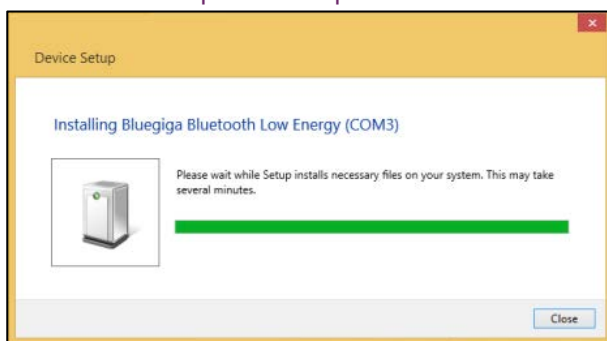 Device Setup
Installing Bluegiga Bluetooth Low Energy (COM3)
Please wait while Setup installs necessary files on your system. This may take
several minutes.
Close